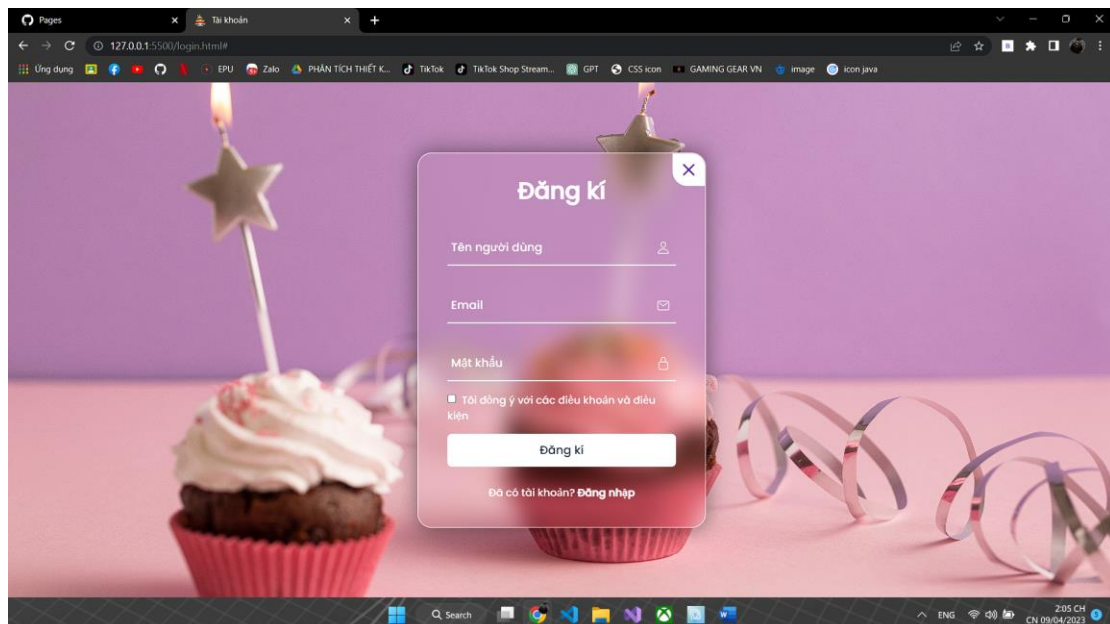 Pages
Tài khoản
127.0.0.1:5500/login.html#
Ứng dụng EPU Zalo PHÂN TÍCH THIẾT K... TikTok TikTok Shop Stream... GPT CSS icon GAMING GEAR VN image icon java
Đăng kí
Tên người dùng
Email
Mật khẩu
Tôi đồng ý với các điều khoản và điều
kiện
Đăng kí
Đã có tài khoản? Đăng nhập
Search
ENG
2:05 CH
CN 09/04/2023